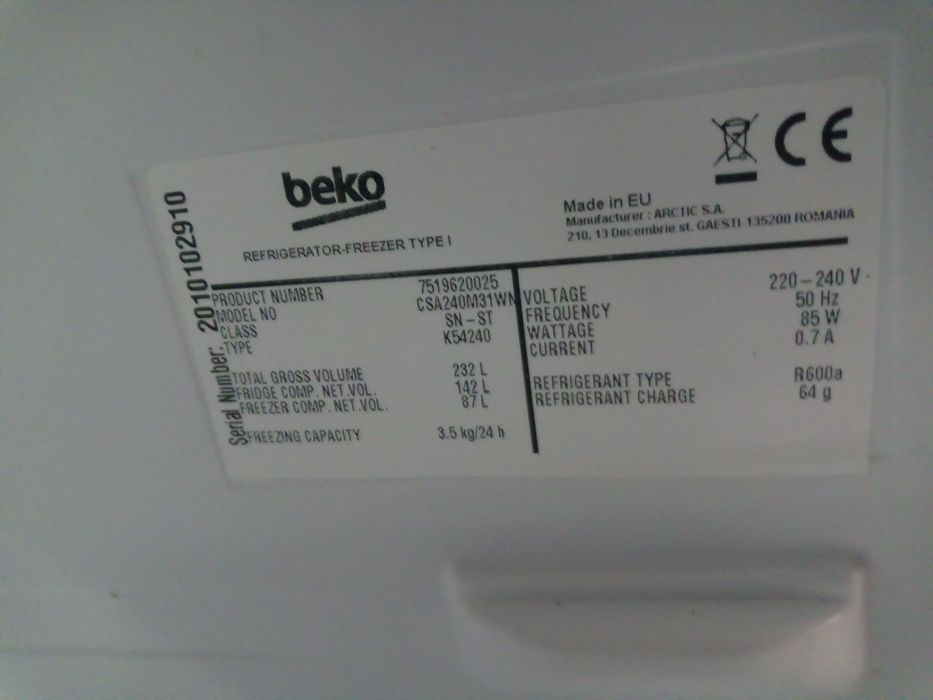 beko
REFRIGERATOR-FREEZER TYPE I
CE
Made in EU
Manufacturer : ARCTIC S.A.
210, 13 Decembrie st. GAESTI 135200 ROMANIA
Serial Number: 2010102910
PRODUCT NUMBER 7519620025
MODEL NO CSA240M31WN
CLASS SN-ST
TYPE K54240
TOTAL GROSS VOLUME 232 L
FRIDGE COMP. NET.VOL. 142 L
FREEZER COMP. NET.VOL. 87 L
FREEZING CAPACITY 3.5 kg/24 h
VOLTAGE 220-240 V ~
FREQUENCY 50 Hz
WATTAGE 85 W
CURRENT 0.7 A
REFRIGERANT TYPE R600a
REFRIGERANT CHARGE 64 g